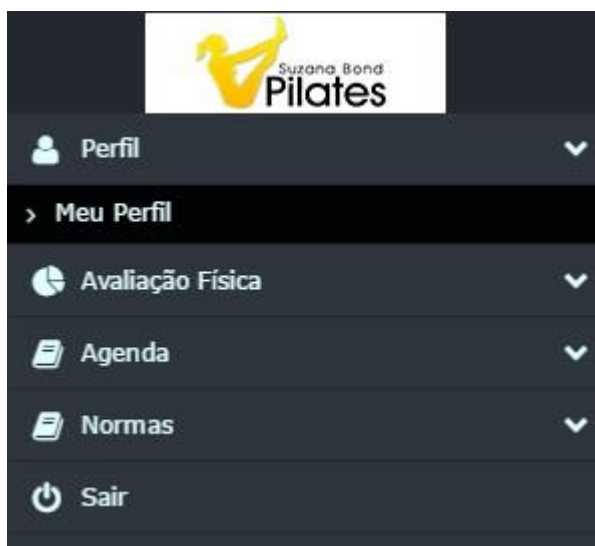 Suzana Bond
Pilates
Perfil
Meu Perfil
Avaliação Física
Agenda
Normas
Sair